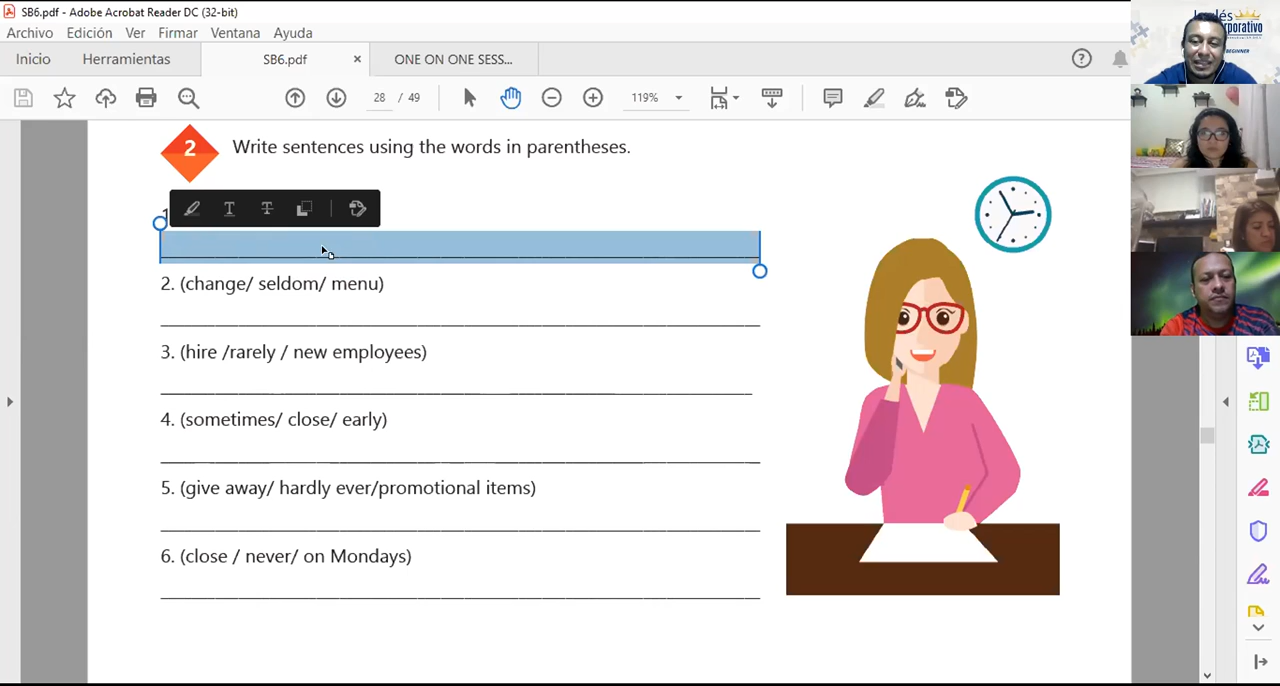 SB6.pdf - Adobe Acrobat Reader DC (32-bit)
Archivo Edición Ver Firmar Ventana Ayuda
Inicio Herramientas SB6.pdf × ONE ON ONE SESS...
28 / 49 119%
2 Write sentences using the words in parentheses.
2. (change/ seldom/ menu)
3. (hire /rarely / new employees)
4. (sometimes/ close/ early)
5. (give away/ hardly ever/promotional items)
6. (close / never/ on Mondays)